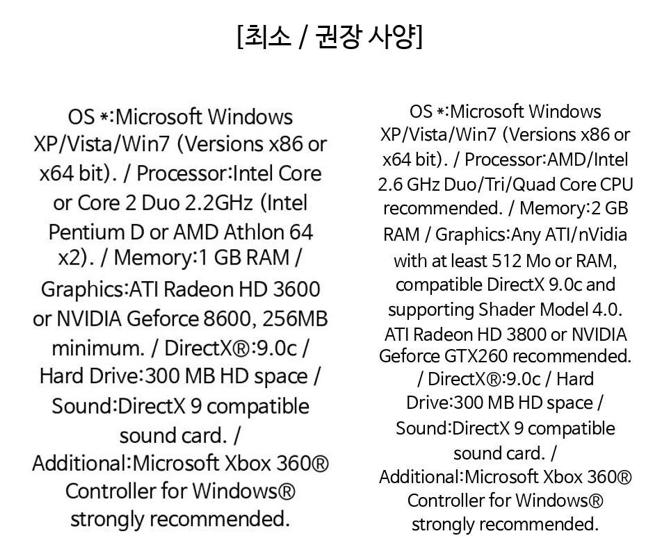 [최소 / 권장 사양]
OS *:Microsoft Windows
XP/Vista/Win7 (Versions x86 or
x64 bit). / Processor:Intel Core
or Core 2 Duo 2.2GHz (Intel
Pentium D or AMD Athlon 64
x2). / Memory:1 GB RAM /
Graphics:ATI Radeon HD 3600
or NVIDIA Geforce 8600, 256MB
minimum. / DirectX®:9.0c /
Hard Drive:300 MB HD space /
Sound:DirectX 9 compatible
sound card. /
Additional:Microsoft Xbox 360®
Controller for Windows®
strongly recommended.
OS *:Microsoft Windows
XP/Vista/Win7 (Versions x86 or
x64 bit). / Processor:AMD/Intel
2.6 GHz Duo/Tri/Quad Core CPU
recommended. / Memory:2 GB
RAM / Graphics:Any ATI/nVidia
with at least 512 Mo or RAM,
compatible DirectX 9.0c and
supporting Shader Model 4.0.
ATI Radeon HD 3800 or NVIDIA
Geforce GTX260 recommended.
/ DirectX®:9.0c / Hard
Drive:300 MB HD space /
Sound:DirectX 9 compatible
sound card. /
Additional:Microsoft Xbox 360®
Controller for Windows®
strongly recommended.